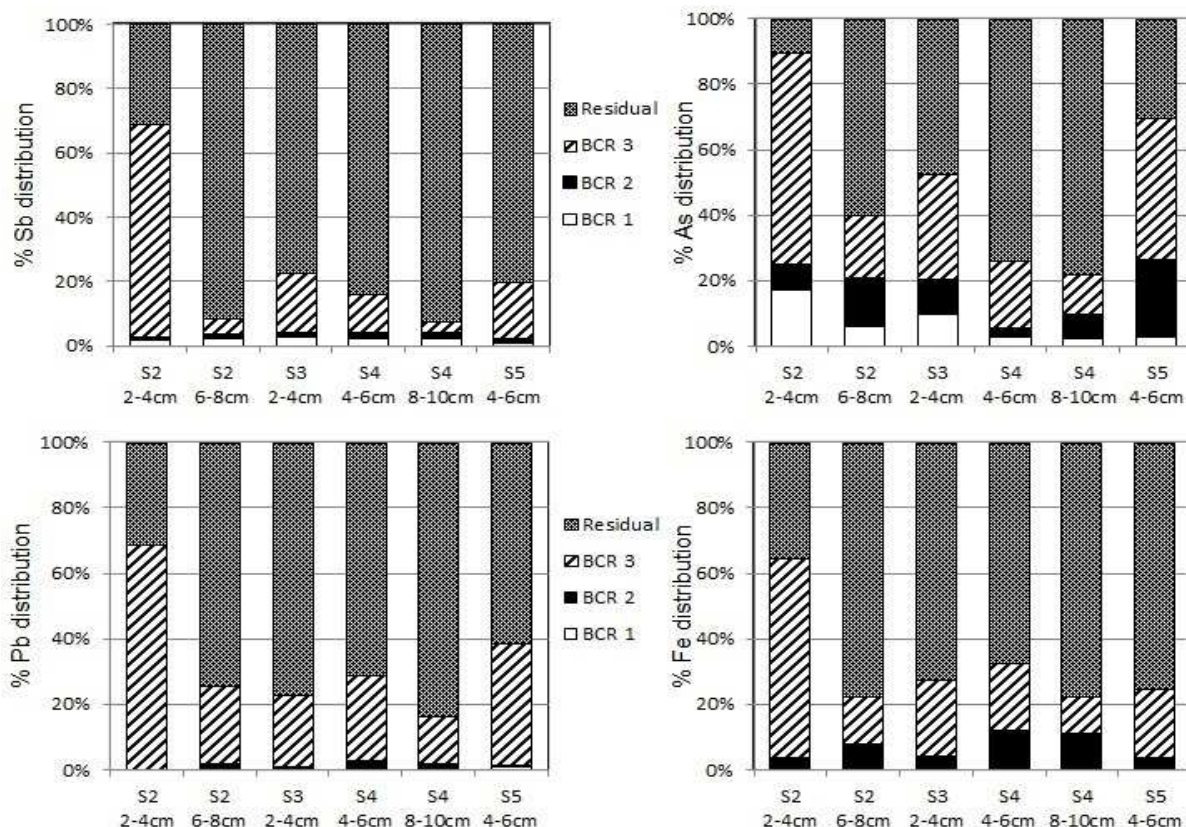 % Sb distribution
100%
80%
60%
40%
20%
0%
S2 S2 S3 S4 S4 S5
2-4cm 6-8cm 2-4cm 4-6cm 8-10cm 4-6cm
Residual
BCR 3
BCR 2
BCR 1
% As distribution
100%
80%
60%
40%
20%
0%
S2 S2 S3 S4 S4 S5
2-4cm 6-8cm 2-4cm 4-6cm 8-10cm 4-6cm
% Pb distribution
100%
80%
60%
40%
20%
0%
S2 S2 S3 S4 S4 S5
2-4cm 6-8cm 2-4cm 4-6cm 8-10cm 4-6cm
Residual
BCR 3
BCR 2
BCR 1
% Fe distribution
100%
80%
60%
40%
20%
0%
S2 S2 S3 S4 S4 S5
2-4cm 6-8cm 2-4cm 4-6cm 8-10cm 4-6cm